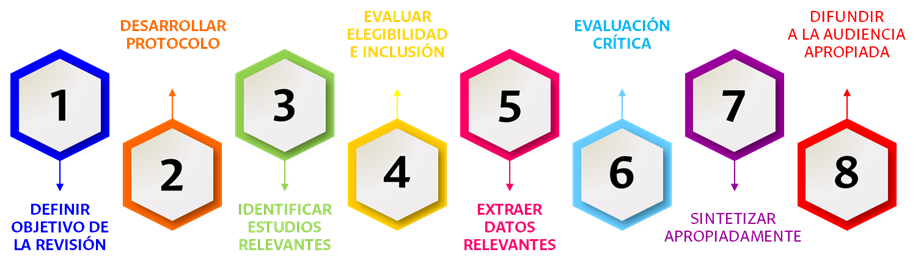 1
DEFINIR
OBJETIVO DE
LA REVISIÓN
DESARROLLAR
PROTOCOLO
2
3
IDENTIFICAR
ESTUDIOS
RELEVANTES
EVALUAR
ELEGIBILIDAD
E INCLUSIÓN
4
5
EXTRAER
DATOS
RELEVANTES
EVALUACIÓN
CRÍTICA
6
7
SINTETIZAR
APROPIADAMENTE
DIFUNDIR
A LA AUDIENCIA
APROPIADA
8